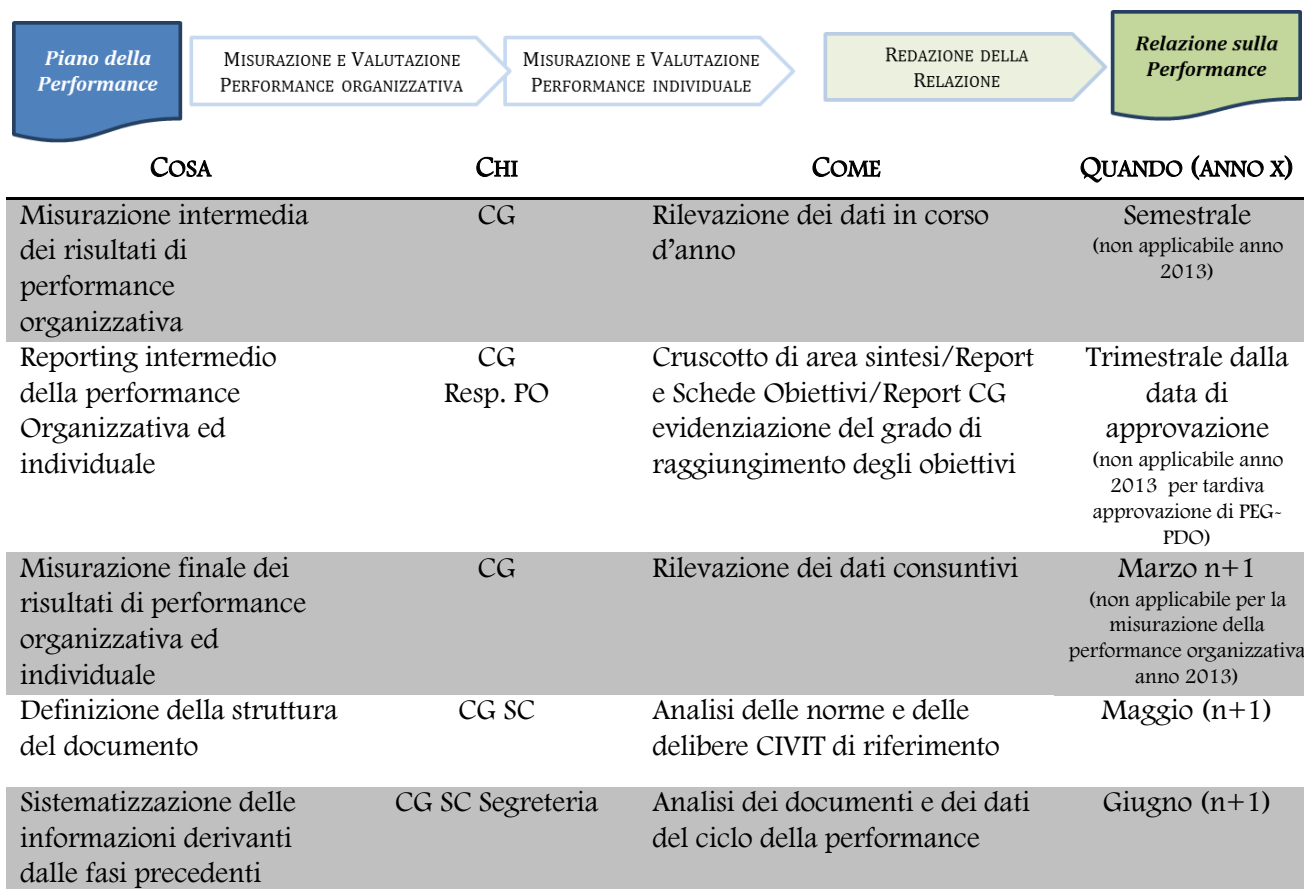 Piano della
Performance
MISURAZIONE E VALUTAZIONE
PERFORMANCE ORGANIZZATIVA
MISURAZIONE E VALUTAZIONE
PERFORMANCE INDIVIDUALE
REDAZIONE DELLA
RELAZIONE
Relazione sulla
Performance
COSA
CHI
COME
QUANDO (ANNO X)
Misurazione intermedia
dei risultati di
performance
organizzativa
CG
Rilevazione dei dati in corso
d'anno
Semestrale
(non applicabile anno
2013)
Reporting intermedio
della performance
Organizzativa ed
individuale
CG
Resp. PO
Cruscotto di area sintesi/Report
e Schede Obiettivi/Report CG
evidenziazione del grado di
raggiungimento degli obiettivi
Trimestrale dalla
data di
approvazione
(non applicabile anno
2013 per tardiva
approvazione di PEG-
PDO)
Misurazione finale dei
risultati di performance
organizzativa ed
individuale
CG
Rilevazione dei dati consuntivi
Marzo n+1
(non applicabile per la
misurazione della
performance organizzativa
anno 2013)
Definizione della struttura
del documento
CG SC
Analisi delle norme e delle
delibere CIVIT di riferimento
Maggio (n+1)
Sistematizzazione delle
informazioni derivanti
dalle fasi precedenti
CG SC Segreteria
Analisi dei documenti e dei dati
del ciclo della performance
Giugno (n+1)